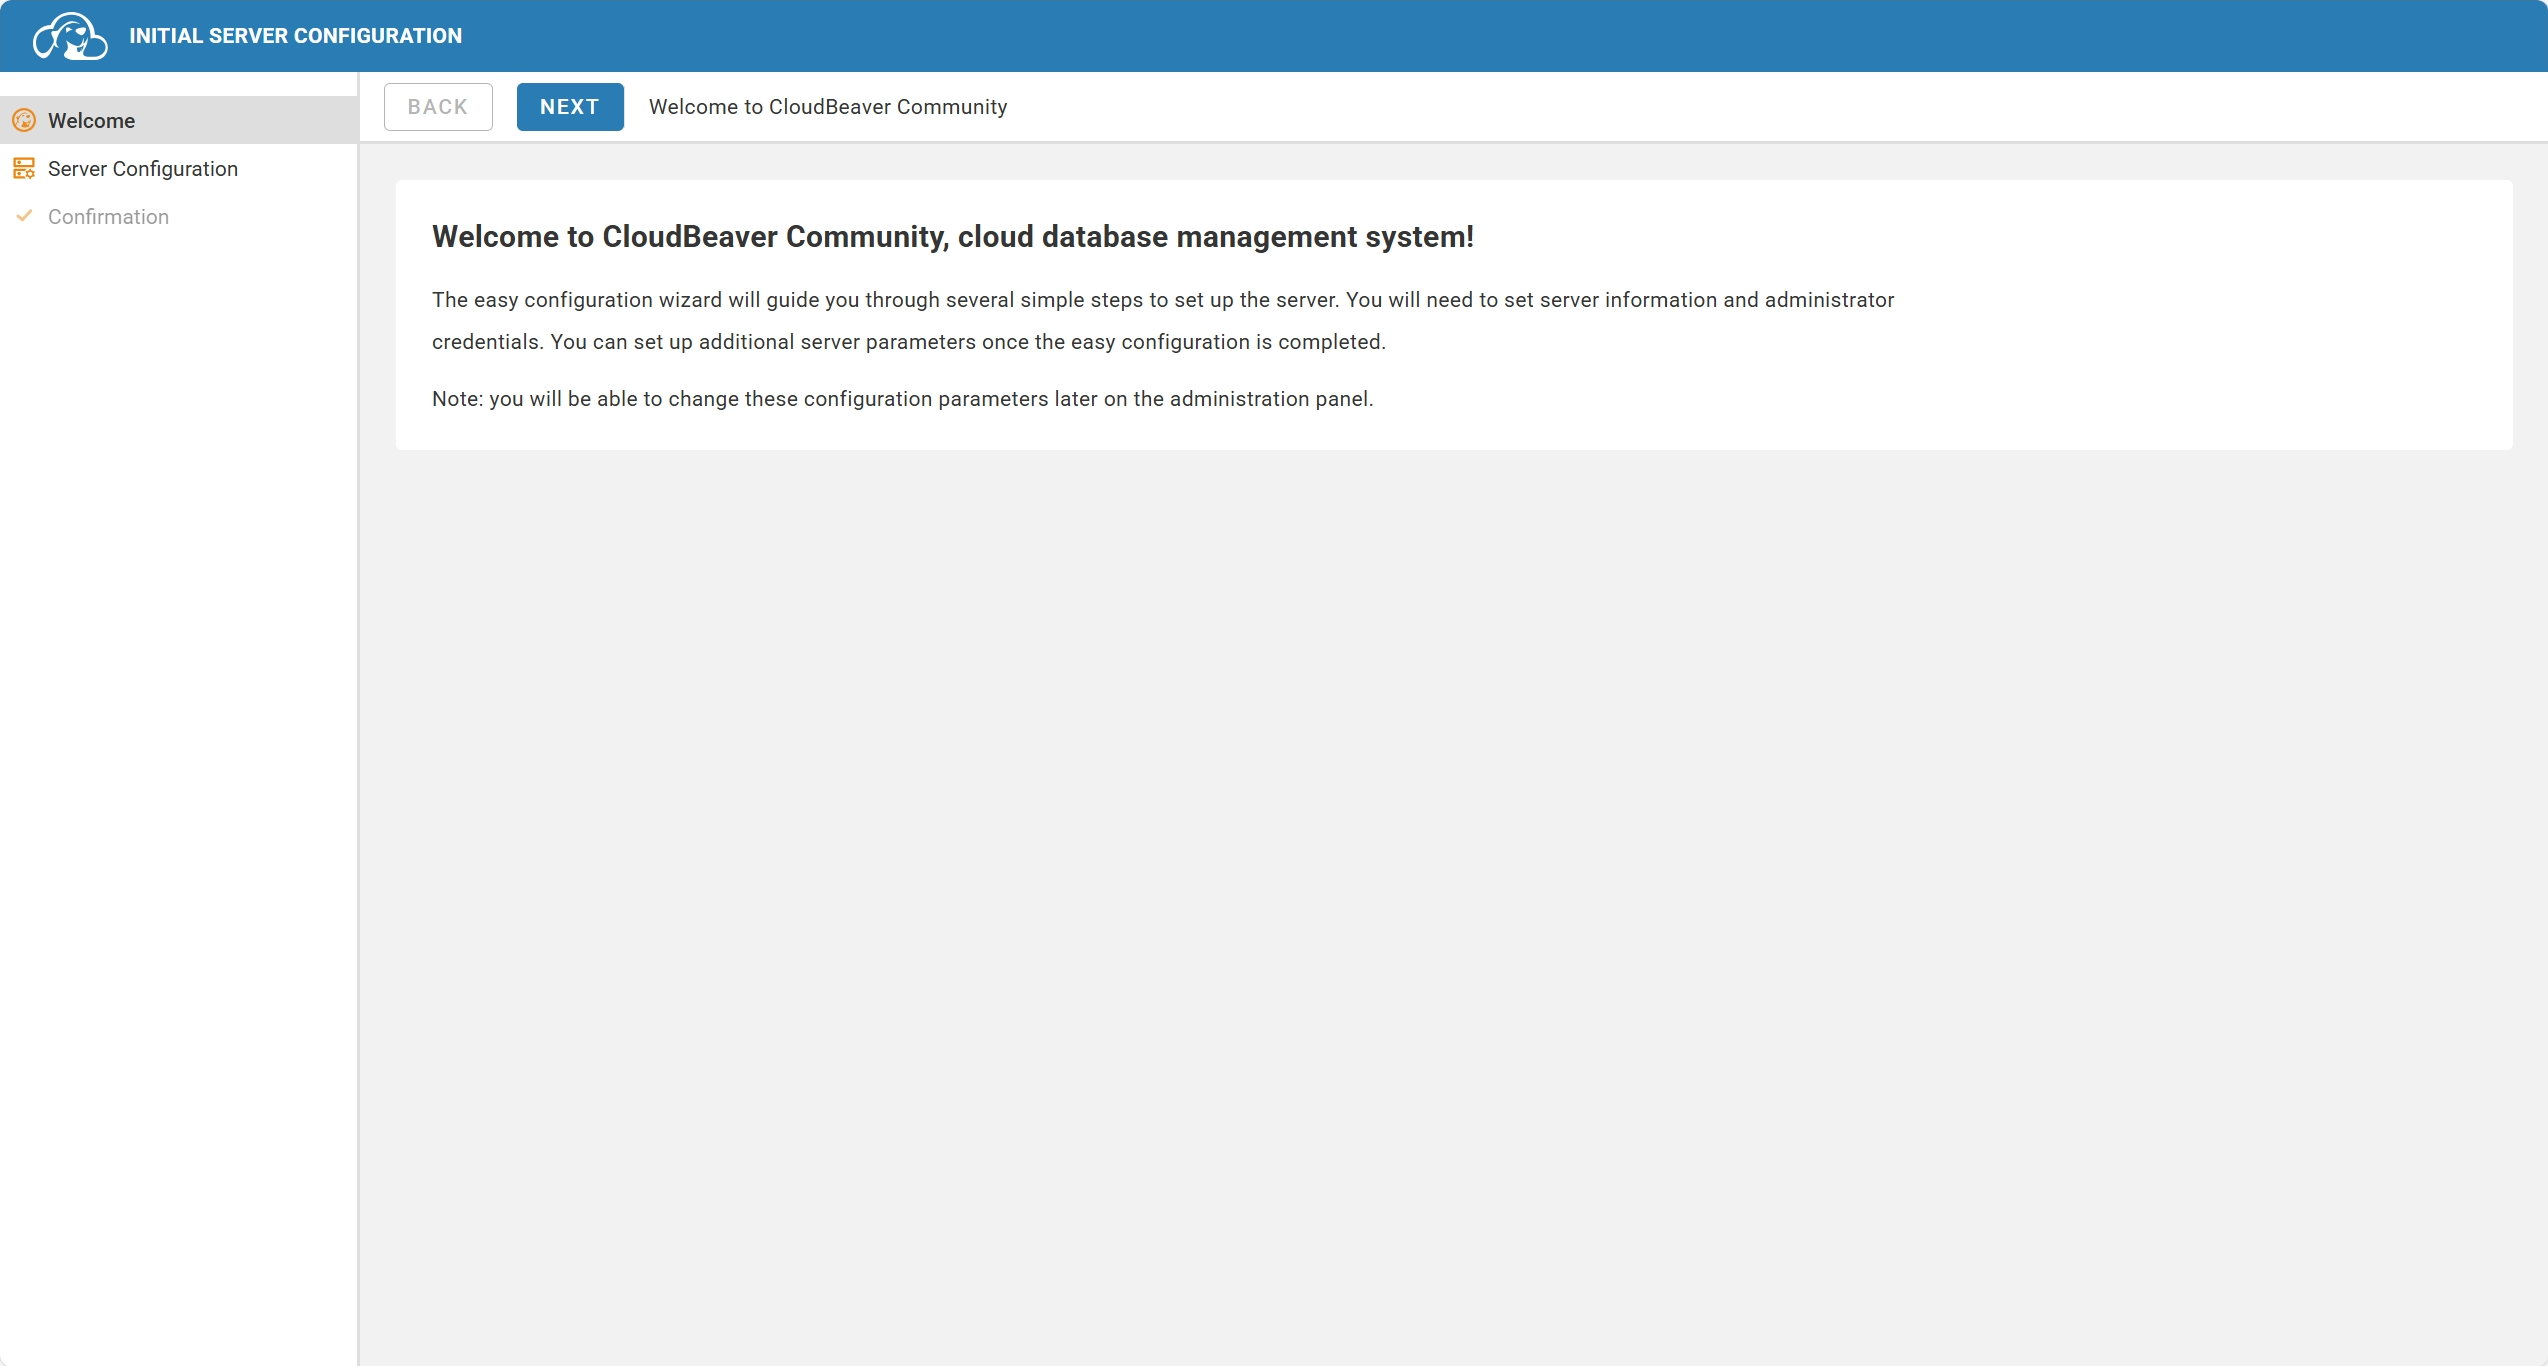 INITIAL SERVER CONFIGURATION
Welcome
Server Configuration
Confirmation
BACK
NEXT
Welcome to CloudBeaver Community
Welcome to CloudBeaver Community, cloud database management system!
The easy configuration wizard will guide you through several simple steps to set up the server. You will need to set server information and administrator
credentials. You can set up additional server parameters once the easy configuration is completed.
Note: you will be able to change these configuration parameters later on the administration panel.